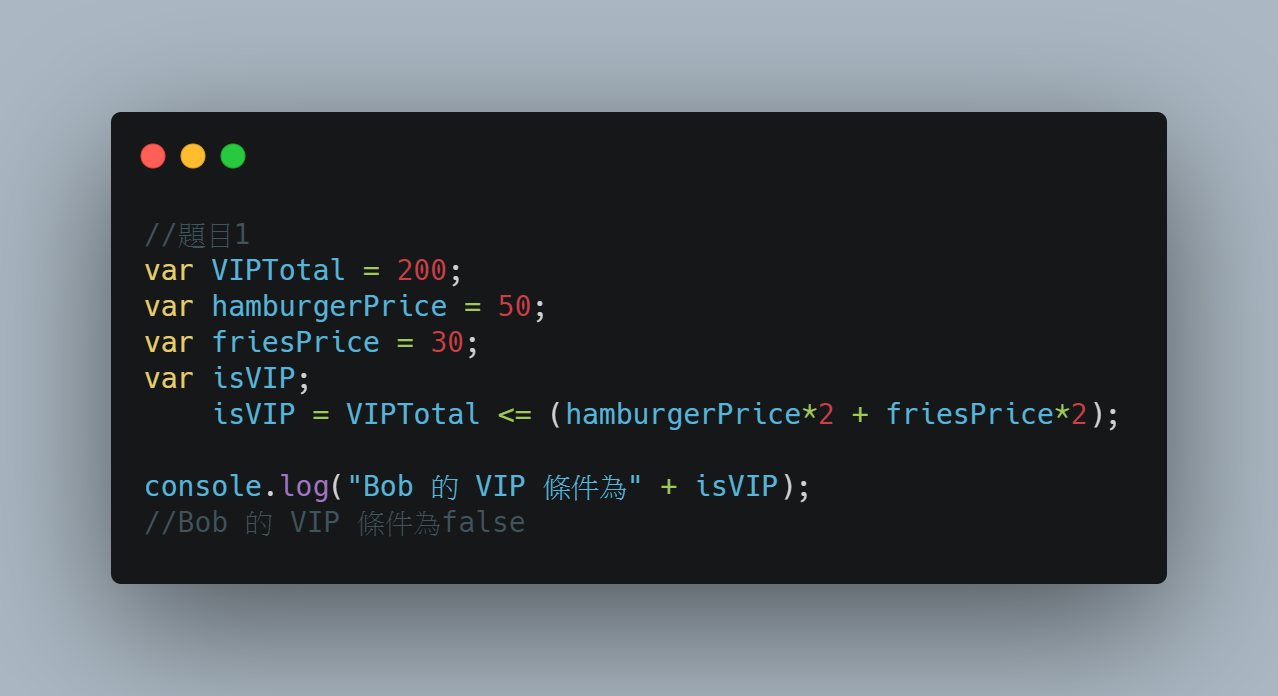 //題目1
var VIPTotal = 200;
var hamburgerPrice = 50;
var friesPrice = 30;
var isVIP;
    isVIP = VIPTotal <= (hamburgerPrice*2 + friesPrice*2);
console.log("Bob 的 VIP 條件為" + isVIP);
//Bob 的 VIP 條件為false